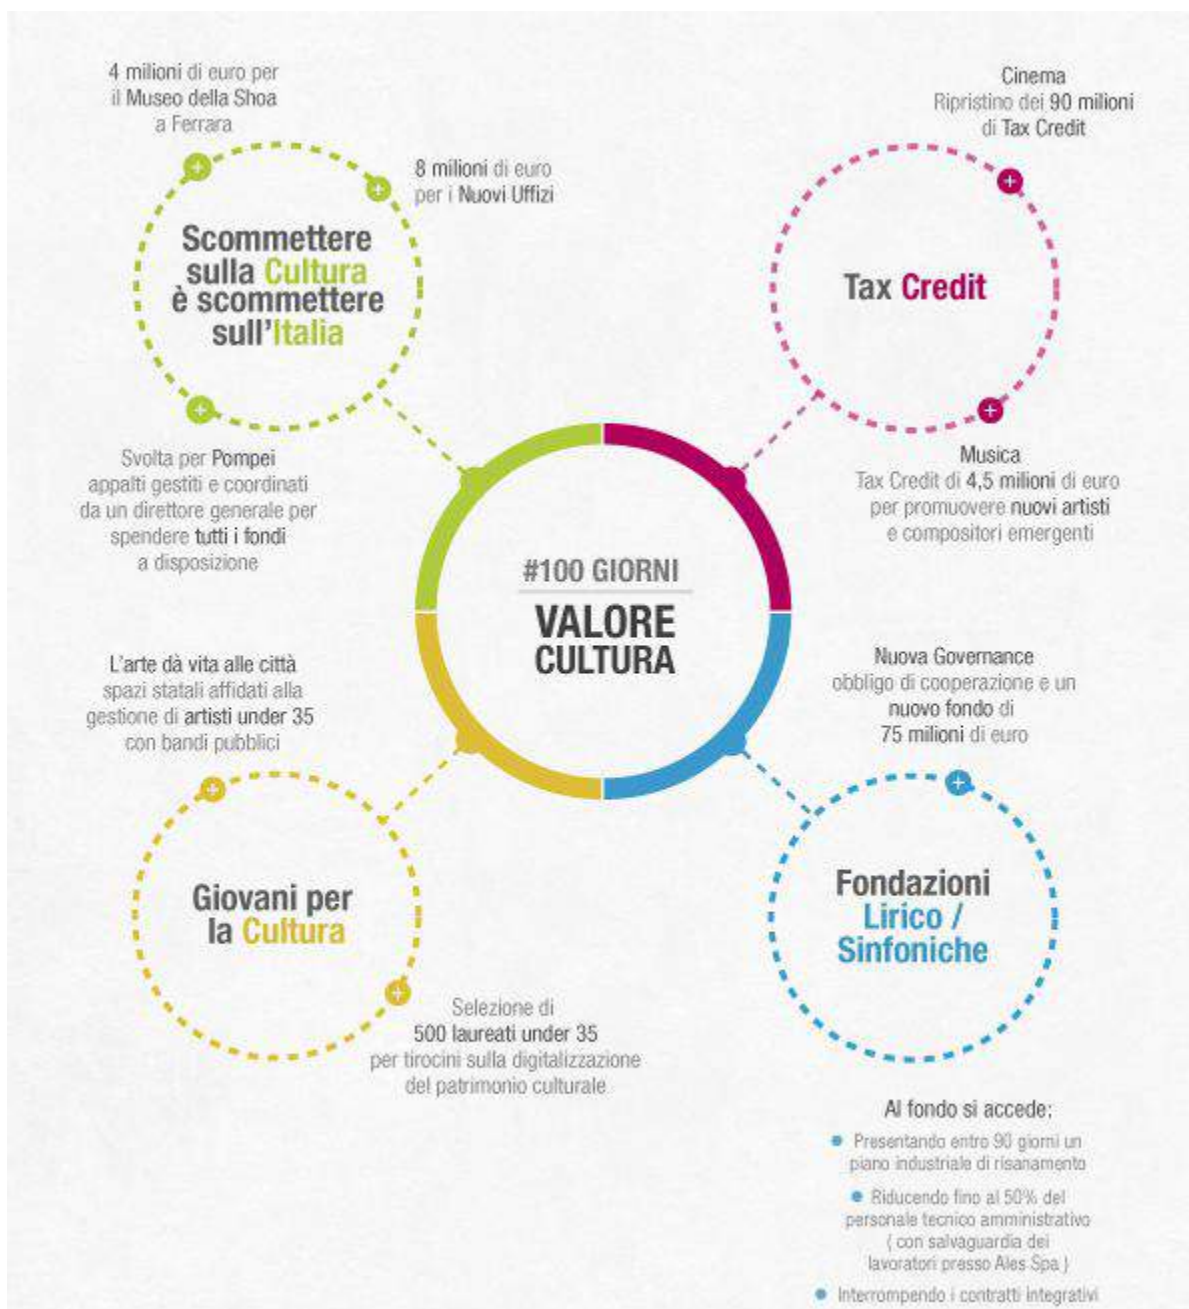 4 milioni di euro per
il Museo della Shoa
a Ferrara
8 milioni di euro
per i Nuovi Uffizi
Scommettere
sulla Cultura
è scommettere
sull'Italia
Svolta per Pompei
appalti gestiti e coordinati
da un direttore generale per
spendere tutti i fondi
a disposizione
Cinema
Ripristino dei 90 milioni
di Tax Credit
Tax Credit
Musica
Tax Credit di 4,5 milioni di euro
per promuovere nuovi artisti
e compositori emergenti
#100 GIORNI
VALORE
CULTURA
L'arte dà vita alle città
spazi statali affidati alla
gestione di artisti under 35
con bandi pubblici
Giovani per
la Cultura
Selezione di
500 laureati under 35
per tirocini sulla digitalizzazione
del patrimonio culturale
Nuova Governance
obbligo di cooperazione e un
nuovo fondo di
75 milioni di euro
Fondazioni
Lirico /
Sinfoniche
Al fondo si accede:
Presentando entro 90 giorni un
piano industriale di risanamento
Riducendo fino al 50% del
personale tecnico amministrativo
( con salvaguardia dei
lavoratori presso Ales Spa )
Interrompendo i contratti integrativi